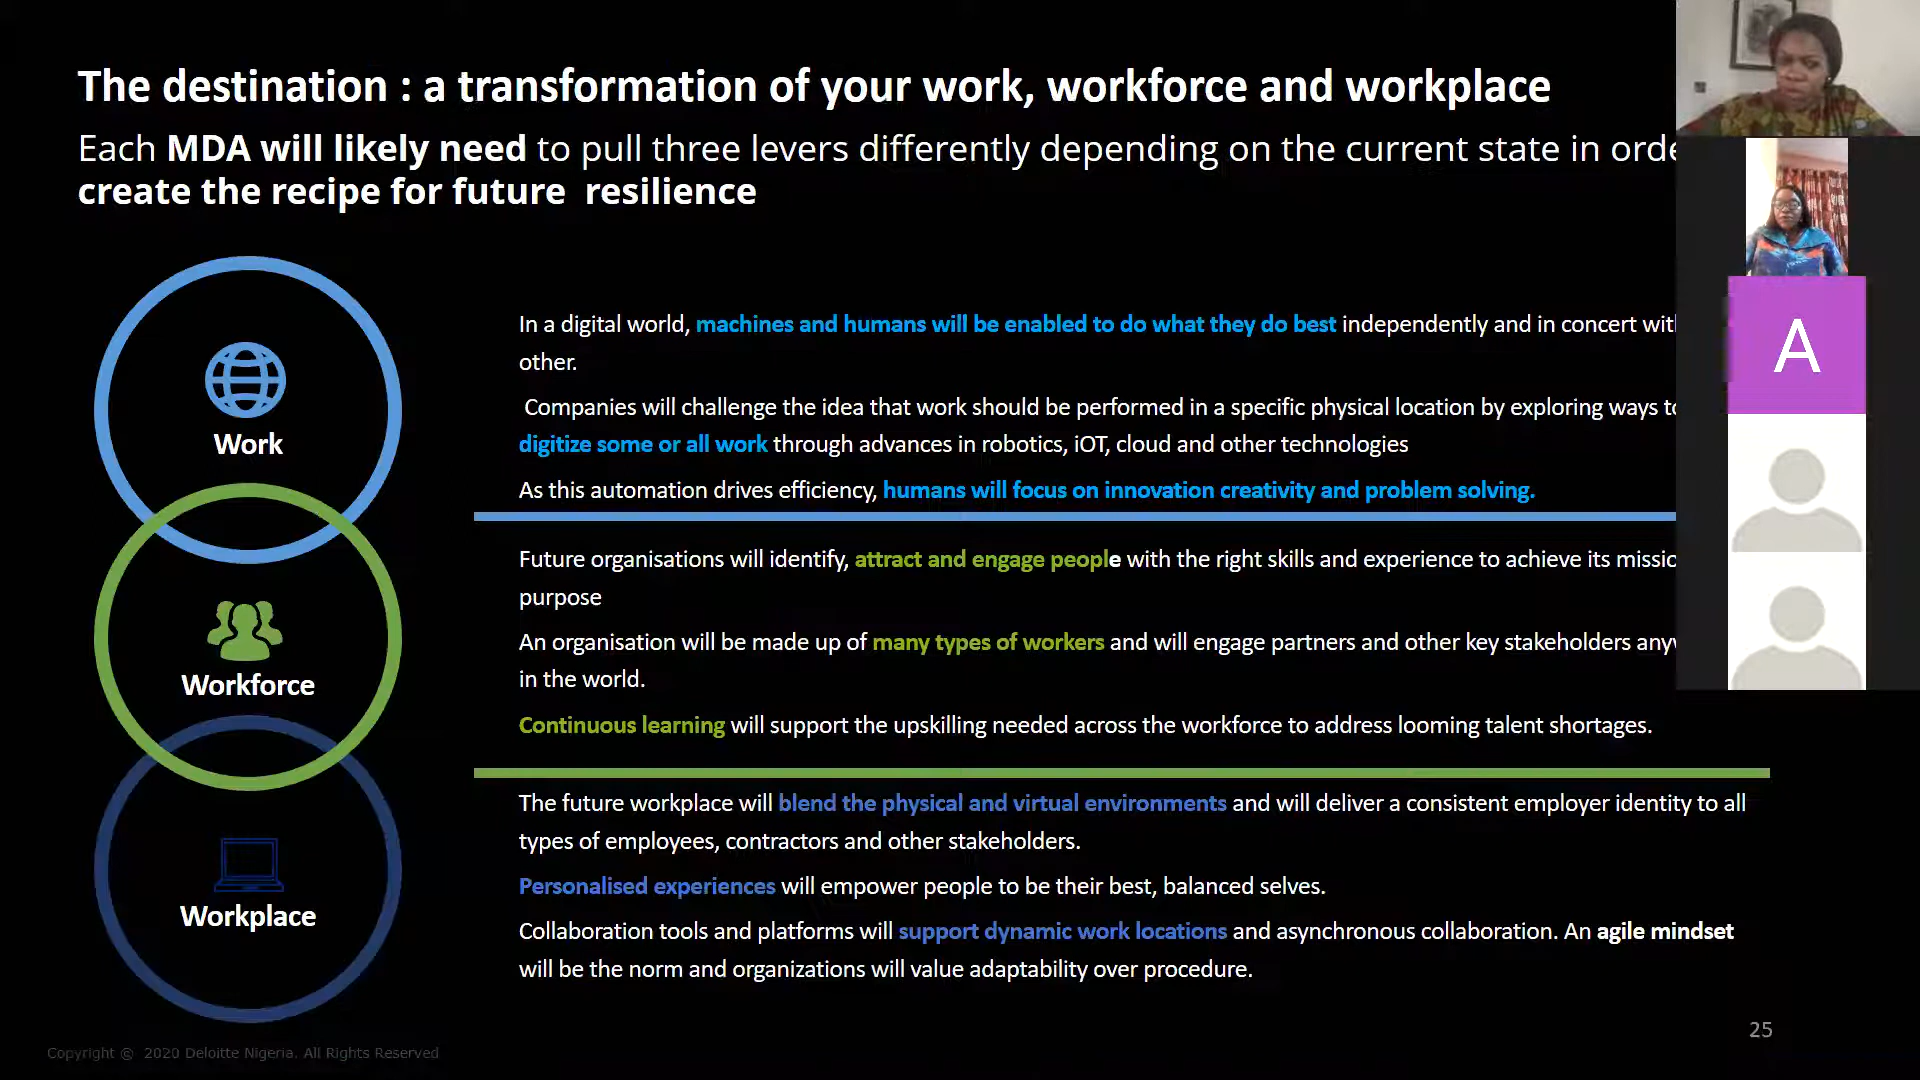 The destination : a transformation of your work, workforce and workplace
Each MDA will likely need to pull three levers differently depending on the current state in
create the recipe for future resilience
Work
In a digital world, machines and humans will be enabled to do what they do best independently and in concert
other.
Companies will challenge the idea that work should be performed in a specific physical location by exploring ways
digitize some or all work through advances in robotics, iOT, cloud and other technologies
As this automation drives efficiency, humans will focus on innovation creativity and problem solving.
Workforce
Future organisations will identify, attract and engage people with the right skills and experience to achieve its
purpose
An organisation will be made up of many types of workers and will engage partners and other key stakeholders
in the world.
Continuous learning will support the upskilling needed across the workforce to address looming talent shortages.
Workplace
The future workplace will blend the physical and virtual environments and will deliver a consistent employer identity to all
types of employees, contractors and other stakeholders.
Personalised experiences will empower people to be their best, balanced selves.
Collaboration tools and platforms will support dynamic work locations and asynchronous collaboration. An agile mindset
will be the norm and organizations will value adaptability over procedure.
A
25
Copyright © 2020 Deloitte Nigeria. All Rights Reserved